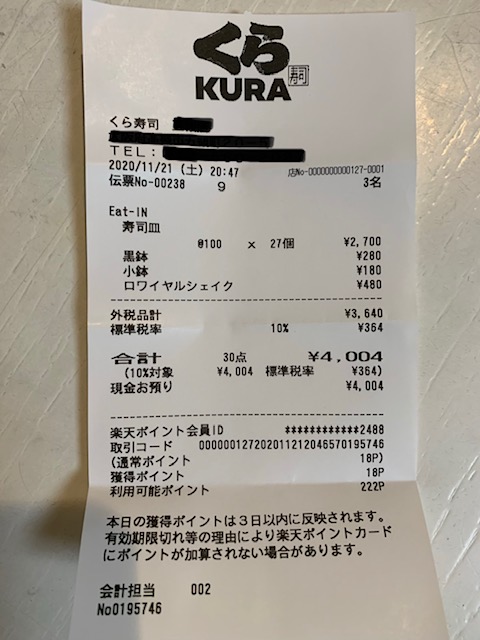 くら
KURA 寿司
くら寿司
TEL:
2020/11/21 (土) 20:47 店No-0000000000127-0001
伝票No-00238 9 3名
Eat-IN
寿司皿
@100 x 27個 ¥2,700
黒鉢 ¥280
小鉢 ¥180
ロワイヤルシェイク ¥480
外税品計 ¥3,640
標準税率 10% ¥364
合計 30点 ¥4,004
(10%対象 ¥4,004 標準税率 ¥364)
現金お預り ¥4,004
楽天ポイント会員ID ************2488
取引コード 0000001272020112120465701957​46
(通常ポイント 18P)
獲得ポイント 18P
利用可能ポイント 222P
本日の獲得ポイントは3日以内に反映されます。
有効期限切れ等の理由により楽天ポイントカード
にポイントが加算されない場合があります。
会計担当 002
No0195746